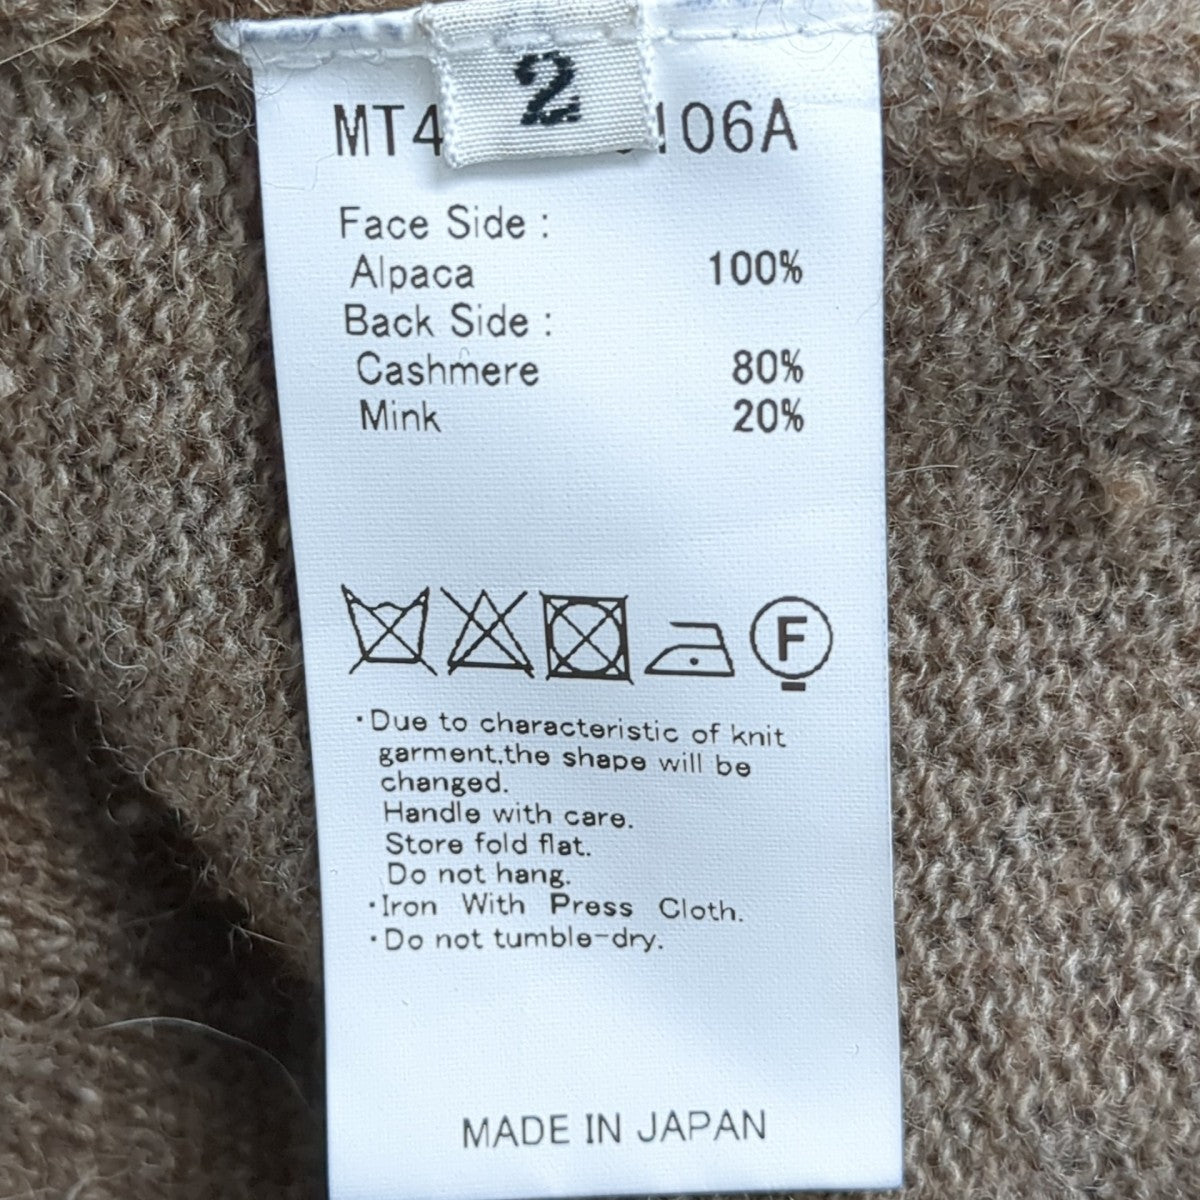 2
MT4 106A
Face Side :
Alpaca 100%
Back Side :
Cashmere 80%
Mink 20%
F
·Due to characteristic of knit
garment,the shape will be
changed.
Handle with care.
Store fold flat.
Do not hang.
·Iron With Press Cloth.
·Do not tumble-dry.
MADE IN JAPAN